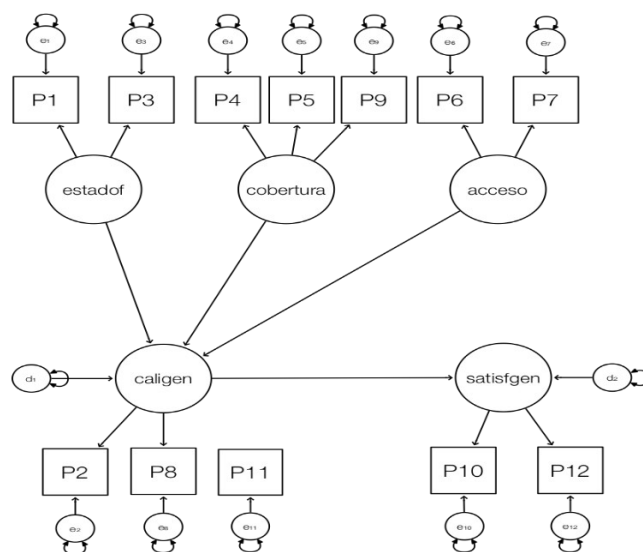 e₁ e₃ e₄ e₅ e₉ e₆ e₇
P1 P3 P4 P5 P9 P6 P7
estadof cobertura acceso
d₁ caligen satisfgen d₂
P2 P8 P11 P10 P12
e₂ e₈ e₁₁ e₁₀ e₁₂